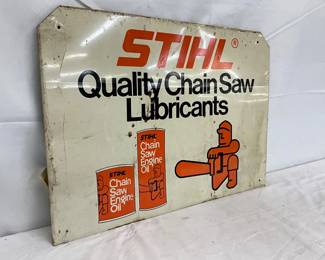 STIHL®
Quality Chain Saw
Lubricants
STIHL
Chain
Saw
Engine
Oil
STIHL
Chain
Saw
Engine
Oil